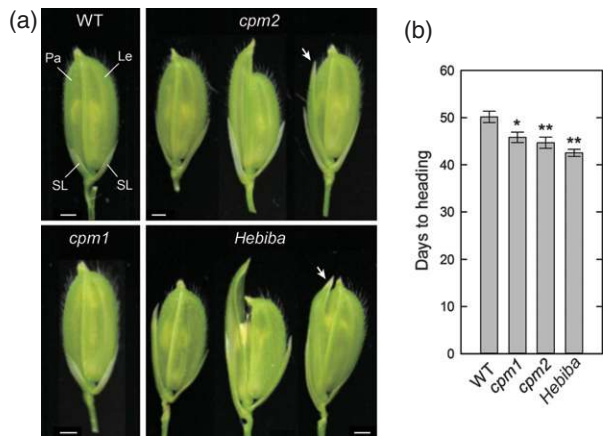 (a)
WT
cpm2
Pa
Le
SL
SL
cpm1
Hebiba
(b)
60
50
40
30
20
10
0
Days to heading
*
**
**
WT
cpm1
cpm2
Hebiba